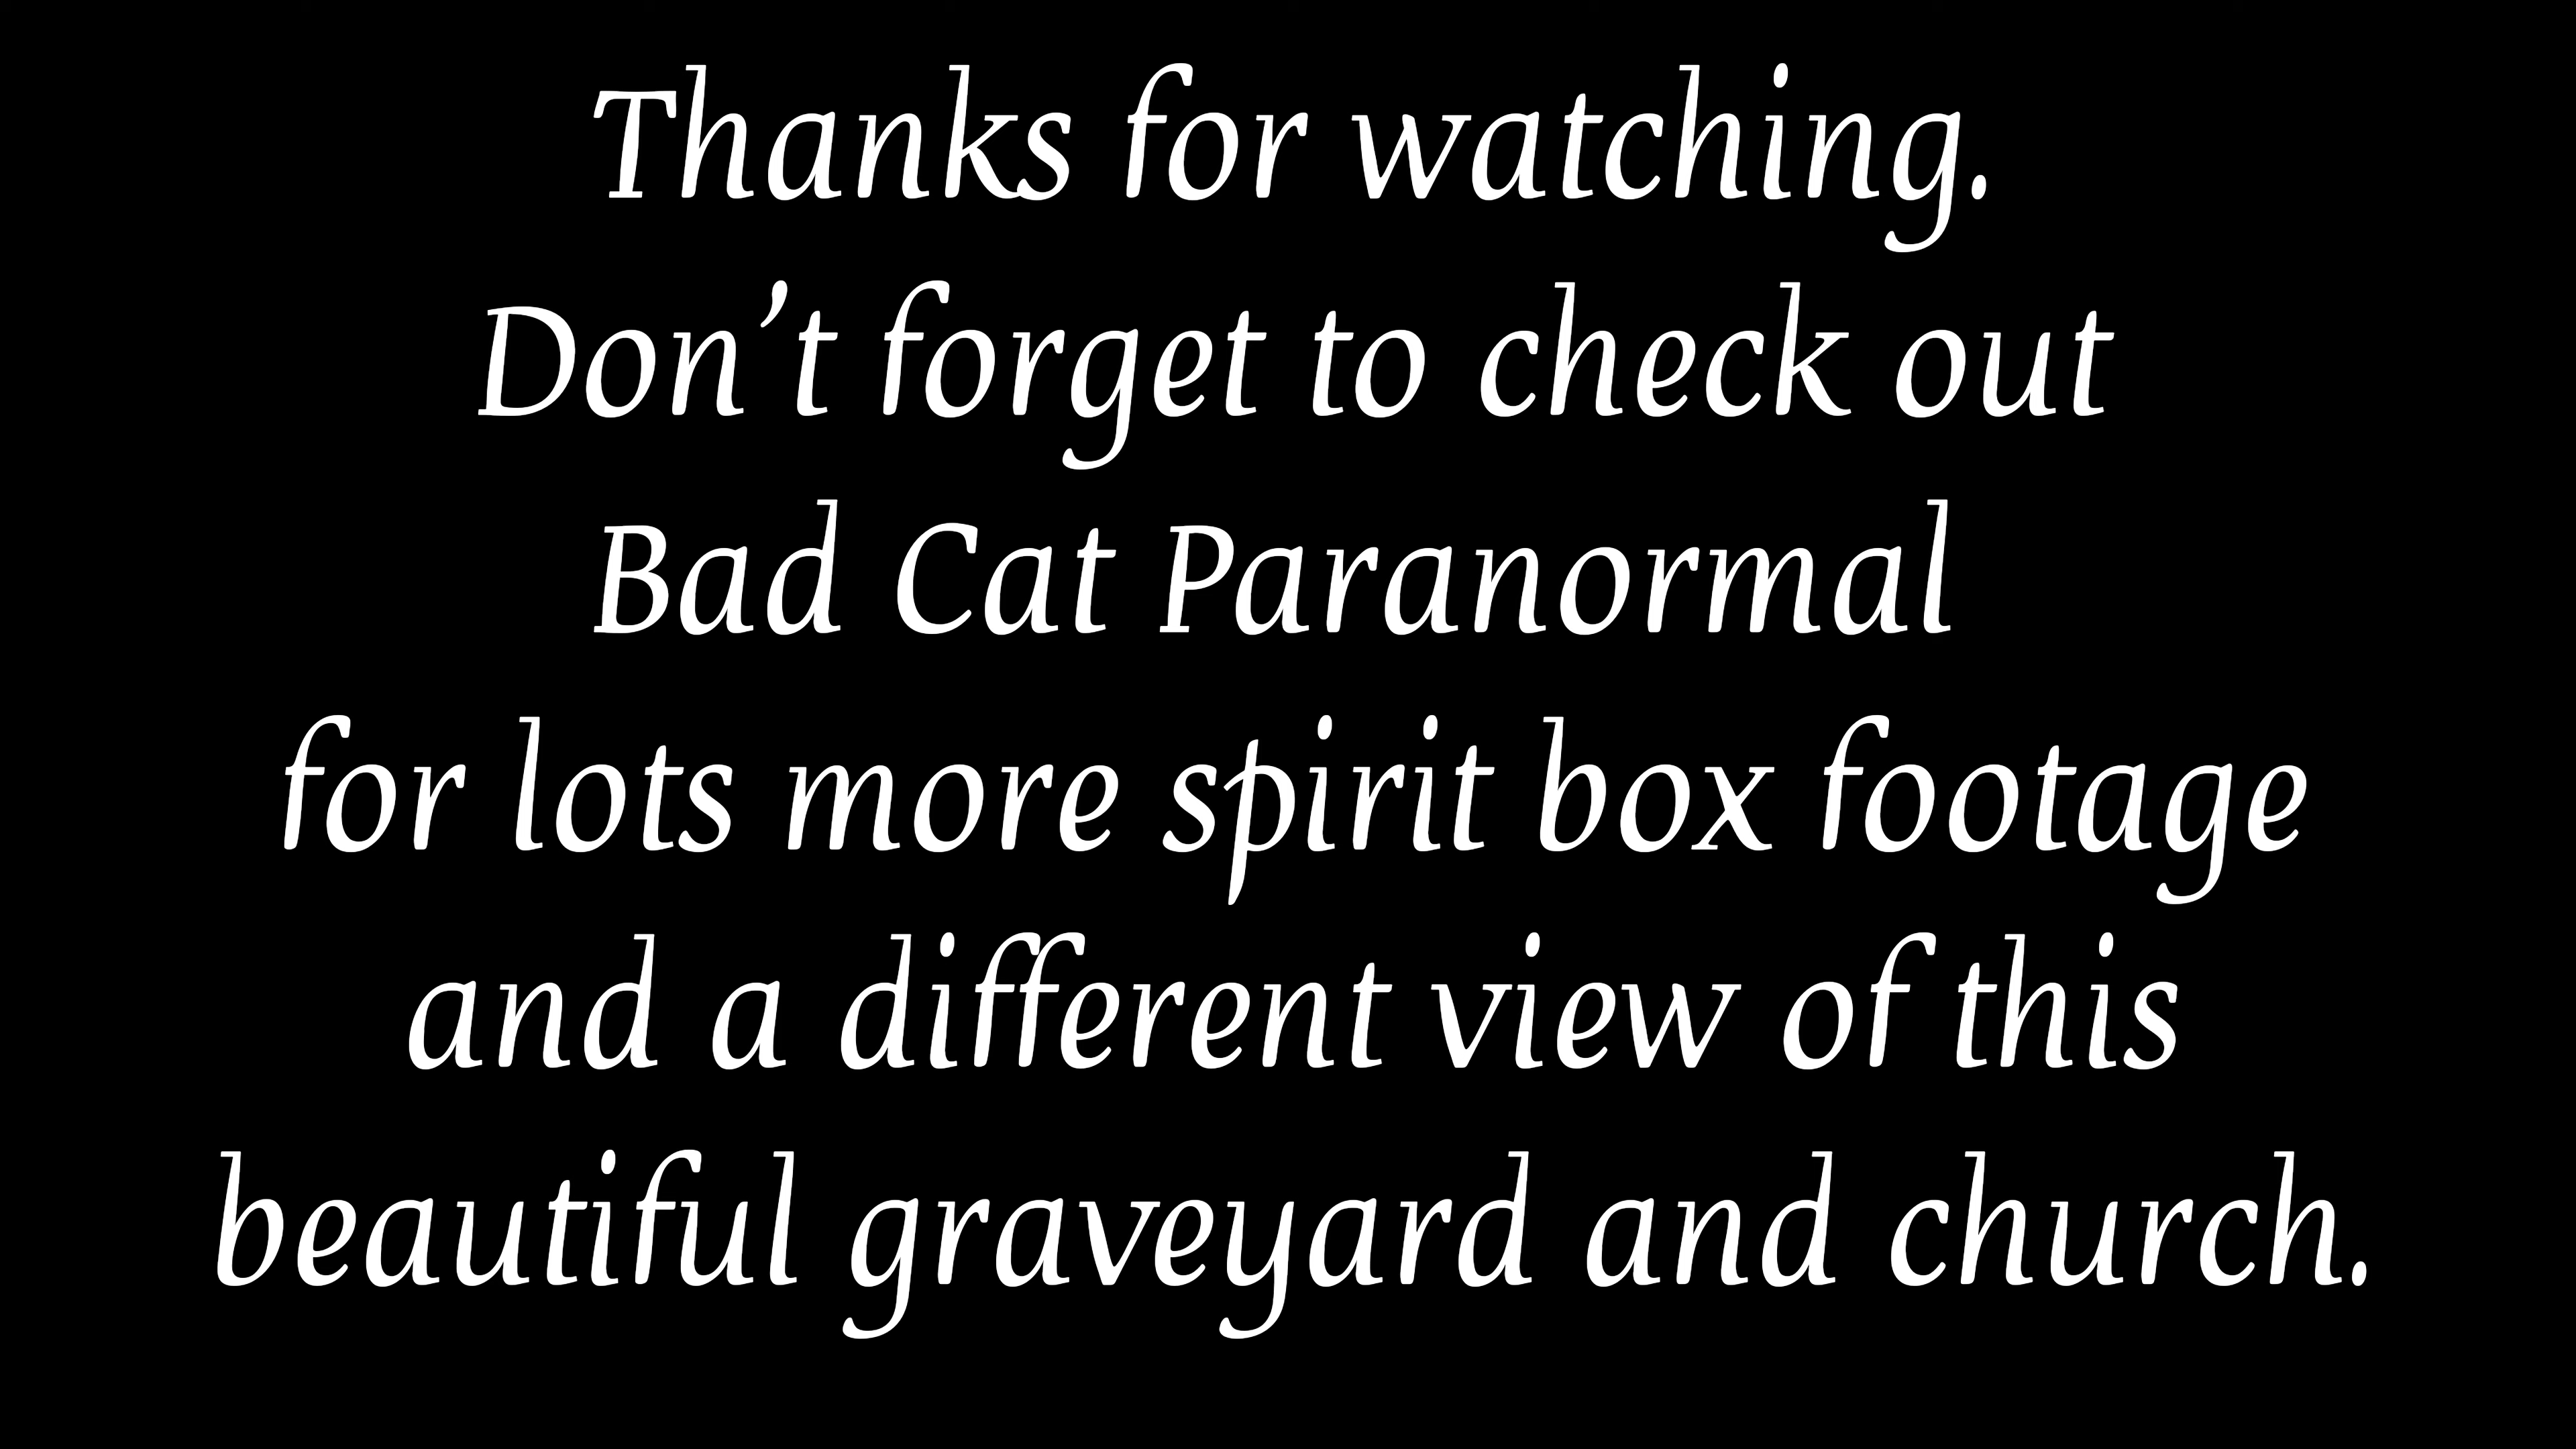 Thanks for watching.
Don’t forget to check out
Bad Cat Paranormal
for lots more spirit box footage
and a different view of this
beautiful graveyard and church.